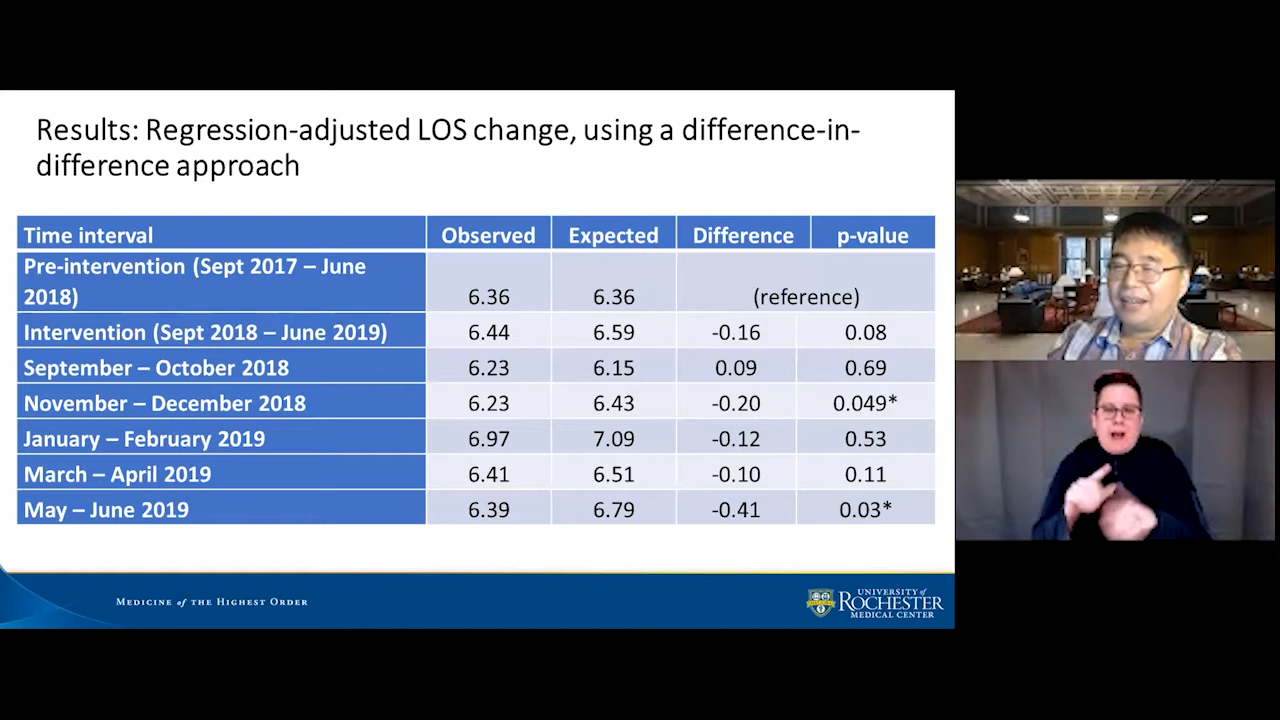 Results: Regression-adjusted LOS change, using a difference-in-
difference approach
Time interval Observed Expected Difference p-value
Pre-intervention (Sept 2017 – June
2018) 6.36 6.36 (reference)
Intervention (Sept 2018 – June 2019) 6.44 6.59 -0.16 0.08
September – October 2018 6.23 6.15 0.09 0.69
November – December 2018 6.23 6.43 -0.20 0.049*
January – February 2019 6.97 7.09 -0.12 0.53
March – April 2019 6.41 6.51 -0.10 0.11
May – June 2019 6.39 6.79 -0.41 0.03*
MEDICINE of THE HIGHEST ORDER
UNIVERSITY of
ROCHESTER
MEDICAL CENTER